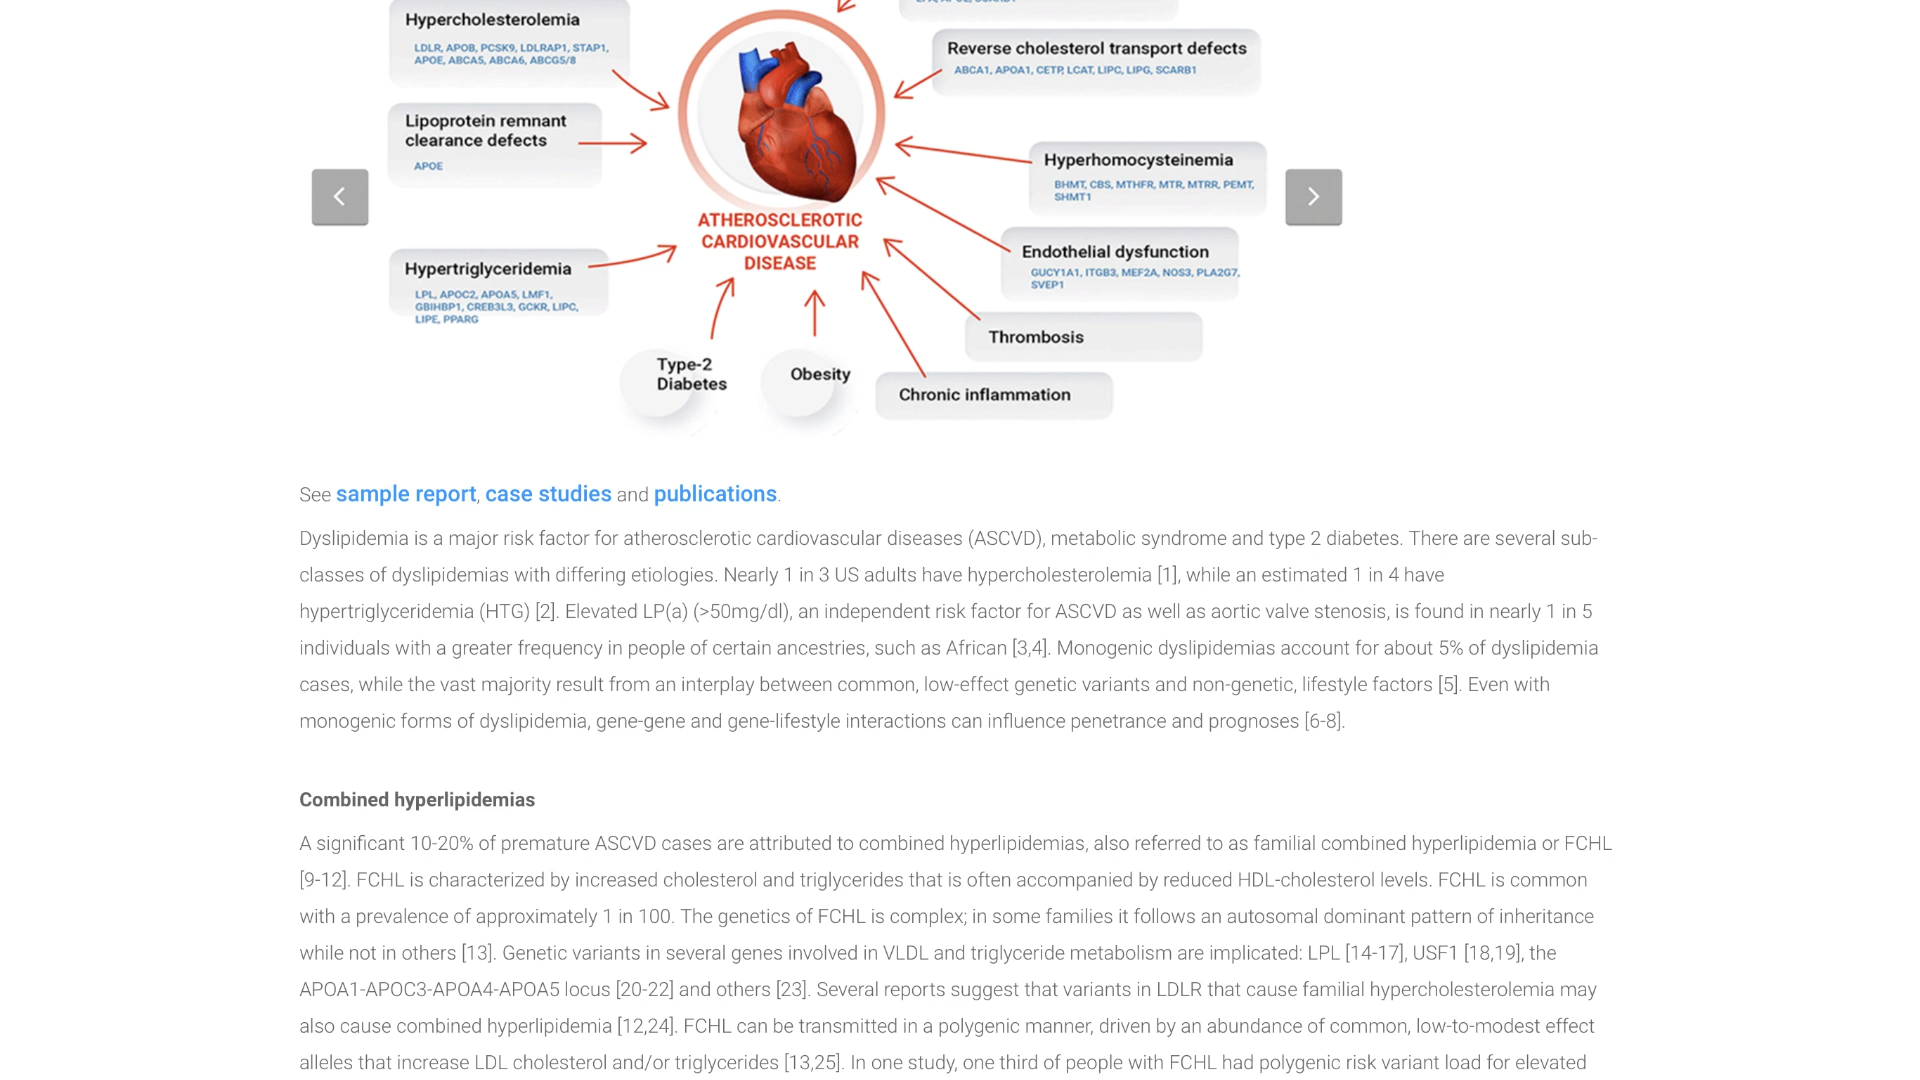 Hypercholesterolemia
LDLR, APOB, PCSK9, LDLRAP1, STAP1,
APOE, ABCA5, ABCA6, ABCG5/8
Reverse cholesterol transport defects
ABCA1, APOA1, CETP, LCAT, LIPC, LIPG, SCARB1
Lipoprotein remnant
clearance defects
APOE
Hyperhomocysteinemia
BHMT, CBS, MTHFR, MTR, MTRR, PEMT,
SHMT1
ATHEROSCLEROTIC
CARDIOVASCULAR
DISEASE
Endothelial dysfunction
GUCY1A1, ITGB3, MEF2A, NOS3, PLA2G7,
SVEP1
Hypertriglyceridemia
LPL, APOC2, APOA5, LMF1,
GBIHBP1, CREB3L3, GCKR, LIPC,
LIPE, PPARG
Thrombosis
Type-2
Diabetes
Obesity
Chronic inflammation
See sample report, case studies and publications.
Dyslipidemia is a major risk factor for atherosclerotic cardiovascular diseases (ASCVD), metabolic syndrome and type 2 diabetes. There are several sub-
classes of dyslipidemias with differing etiologies. Nearly 1 in 3 US adults have hypercholesterolemia [1], while an estimated 1 in 4 have
hypertriglyceridemia (HTG) [2]. Elevated LP(a) (>50mg/dl), an independent risk factor for ASCVD as well as aortic valve stenosis, is found in nearly 1 in 5
individuals with a greater frequency in people of certain ancestries, such as African [3,4]. Monogenic dyslipidemias account for about 5% of dyslipidemia
cases, while the vast majority result from an interplay between common, low-effect genetic variants and non-genetic, lifestyle factors [5]. Even with
monogenic forms of dyslipidemia, gene-gene and gene-lifestyle interactions can influence penetrance and prognoses [6-8].
Combined hyperlipidemias
A significant 10-20% of premature ASCVD cases are attributed to combined hyperlipidemias, also referred to as familial combined hyperlipidemia or FCHL
[9-12]. FCHL is characterized by increased cholesterol and triglycerides that is often accompanied by reduced HDL-cholesterol levels. FCHL is common
with a prevalence of approximately 1 in 100. The genetics of FCHL is complex; in some families it follows an autosomal dominant pattern of inheritance
while not in others [13]. Genetic variants in several genes involved in VLDL and triglyceride metabolism are implicated: LPL [14-17], USF1 [18,19], the
APOA1-APOC3-APOA4-APOA5 locus [20-22] and others [23]. Several reports suggest that variants in LDLR that cause familial hypercholesterolemia may
also cause combined hyperlipidemia [12,24]. FCHL can be transmitted in a polygenic manner, driven by an abundance of common, low-to-modest effect
alleles that increase LDL cholesterol and/or triglycerides [13,25]. In one study, one third of people with FCHL had polygenic risk variant load for elevated